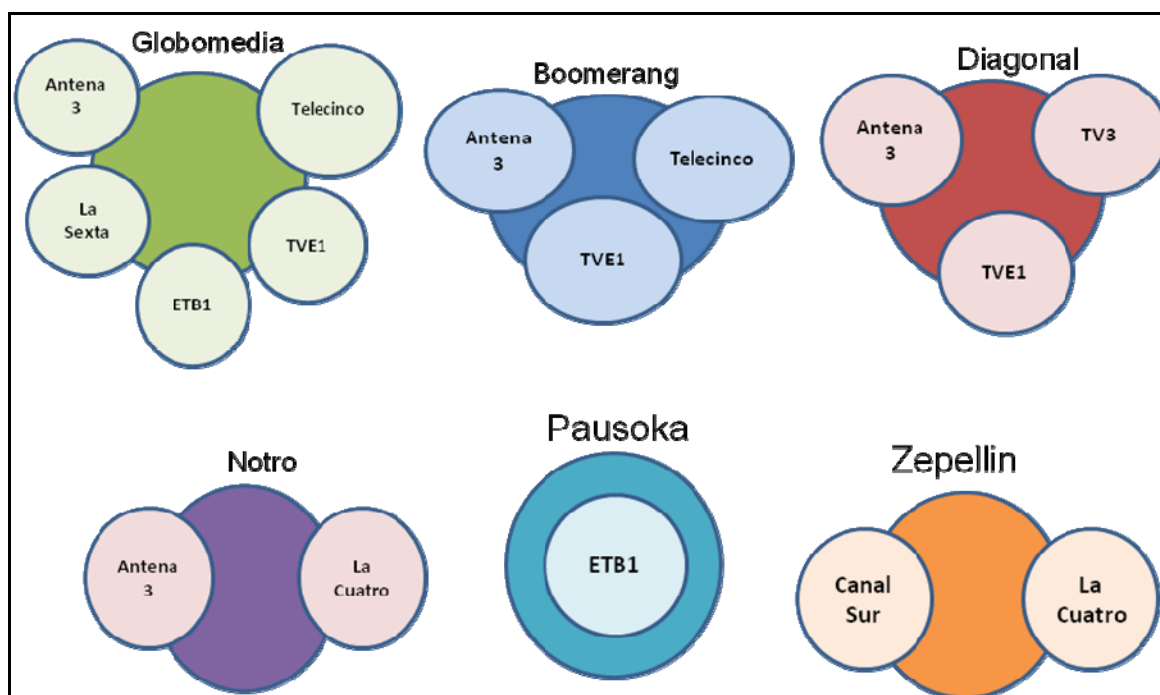 Globomedia
Antena
3
Telecinco
La
Sexta
TVE1
ETB1
Boomerang
Antena
3
Telecinco
TVE1
Diagonal
Antena
3
TV3
TVE1
Notro
Antena
3
La
Cuatro
Pausoka
ETB1
Zepellin
Canal
Sur
La
Cuatro